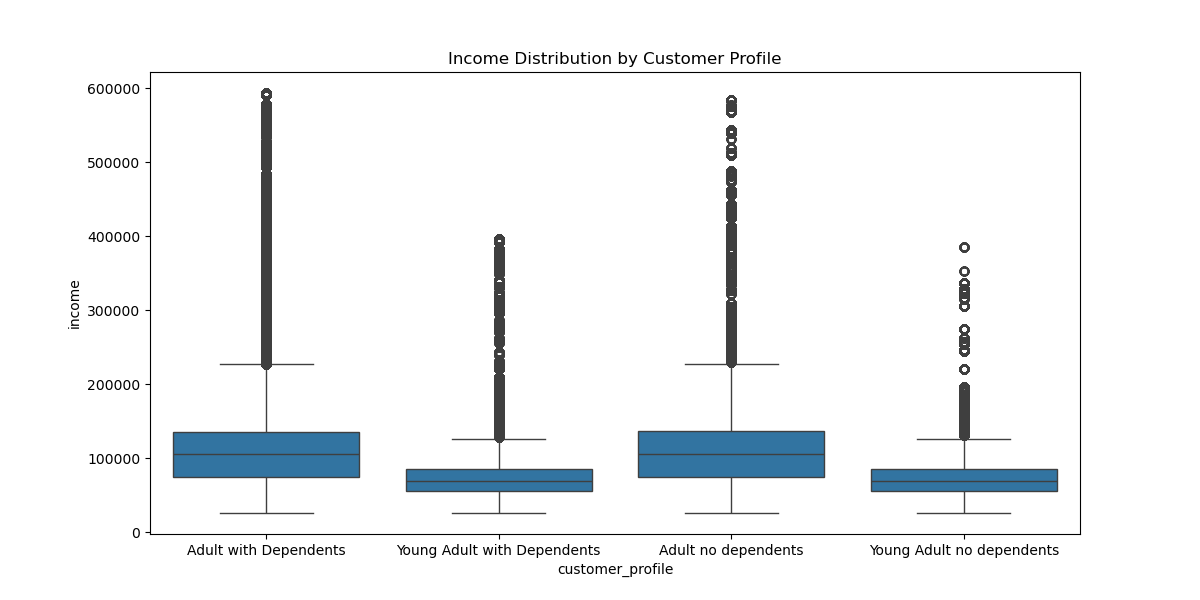 Income Distribution by Customer Profile
600000
500000
400000
300000
200000
100000
0
income
Adult with Dependents
Young Adult with Dependents
Adult no dependents
Young Adult no dependents
customer_profile